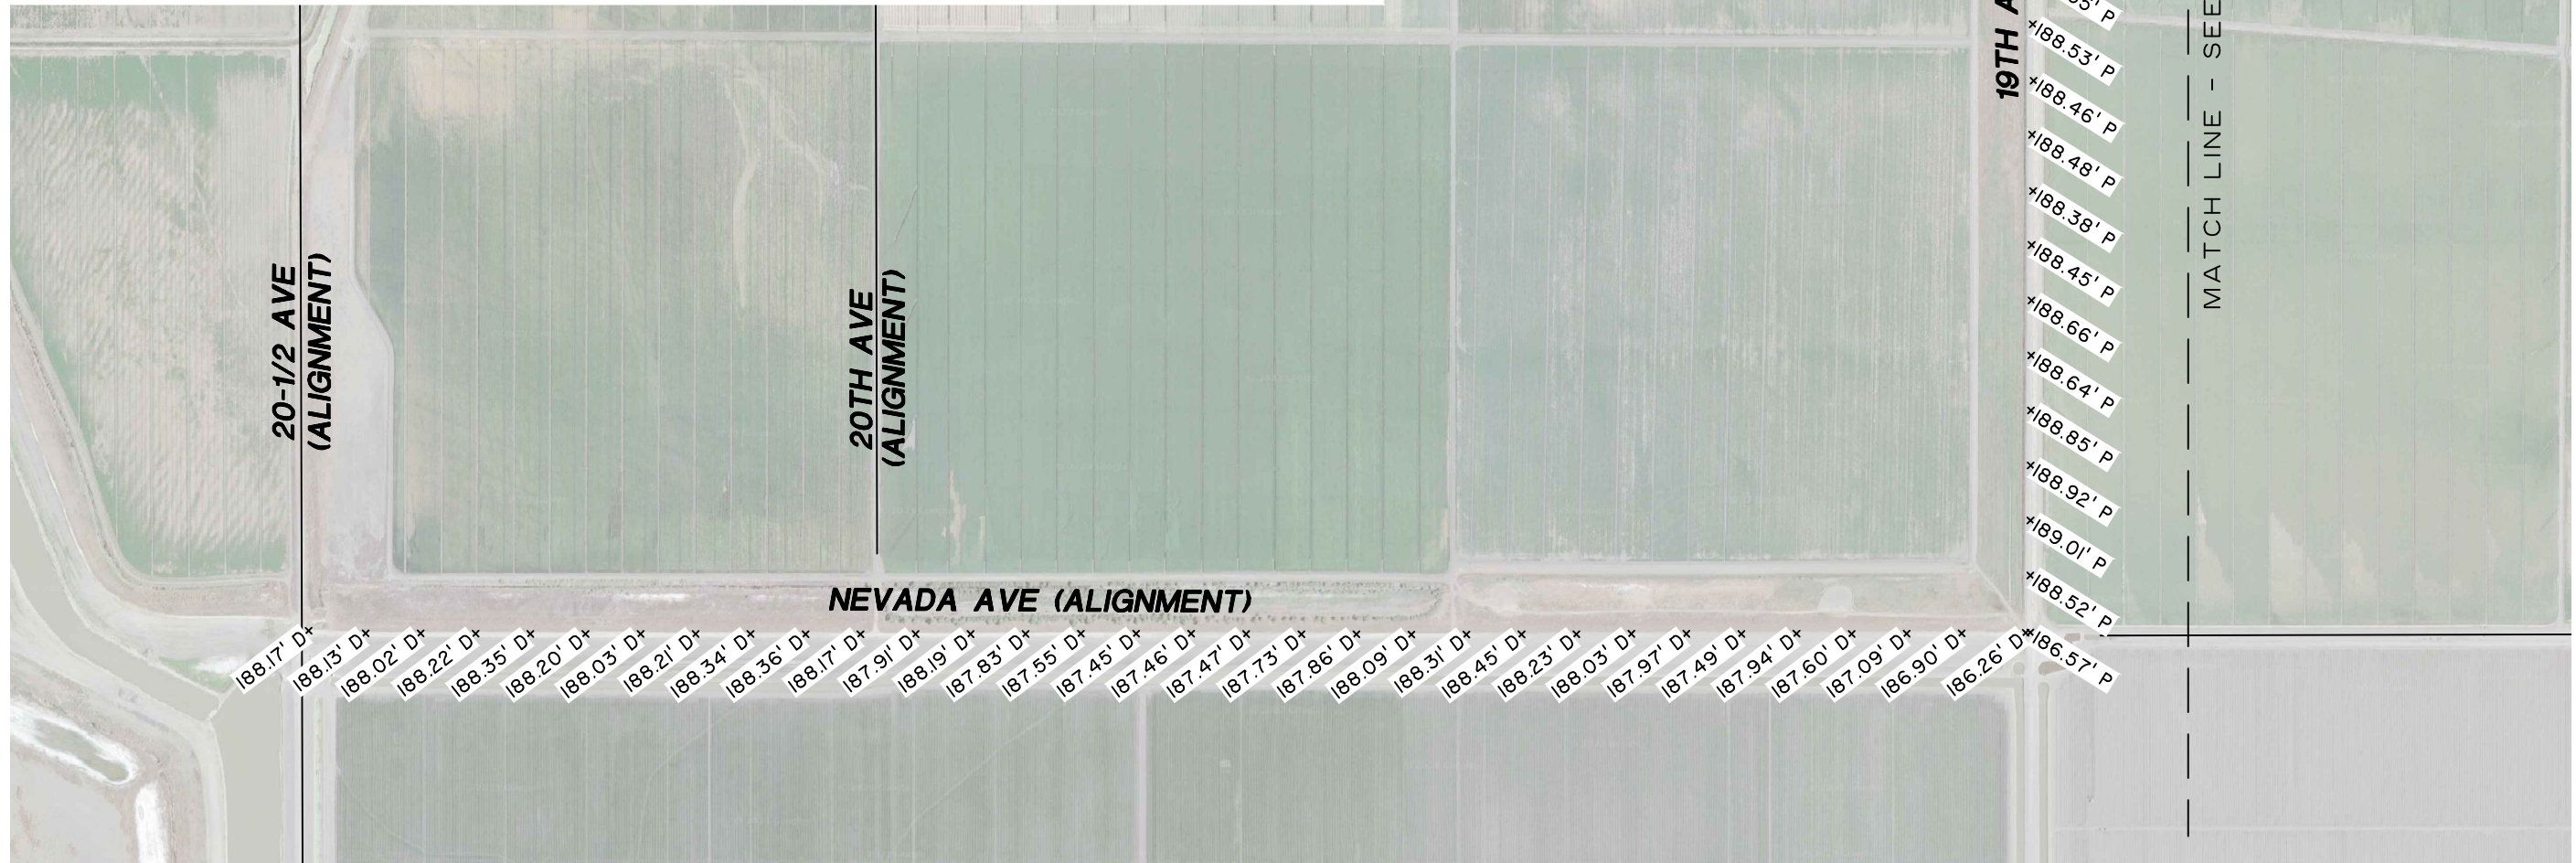 20-1/2 AVE
(ALIGNMENT)
20TH AVE
(ALIGNMENT)
19TH
MATCH LINE - SEE
188.53' P
188.46' P
188.48' P
188.38' P
188.45' P
188.66' P
188.64' P
188.85' P
188.92' P
189.01' P
188.52' P
186.57' P
NEVADA AVE (ALIGNMENT)
188.17' D+
188.13' D+
188.02' D+
188.22' D+
188.35' D+
188.20' D+
188.03' D+
188.21' D+
188.34' D+
188.36' D+
188.17' D+
187.91' D+
188.19' D+
187.83' D+
187.55' D+
187.45' D+
187.46' D+
187.47' D+
187.73' D+
187.86' D+
188.09' D+
188.31' D+
188.45' D+
188.23' D+
188.03' D+
187.97' D+
187.49' D+
187.94' D+
187.60' D+
187.09' D+
186.90' D+
186.26' D+